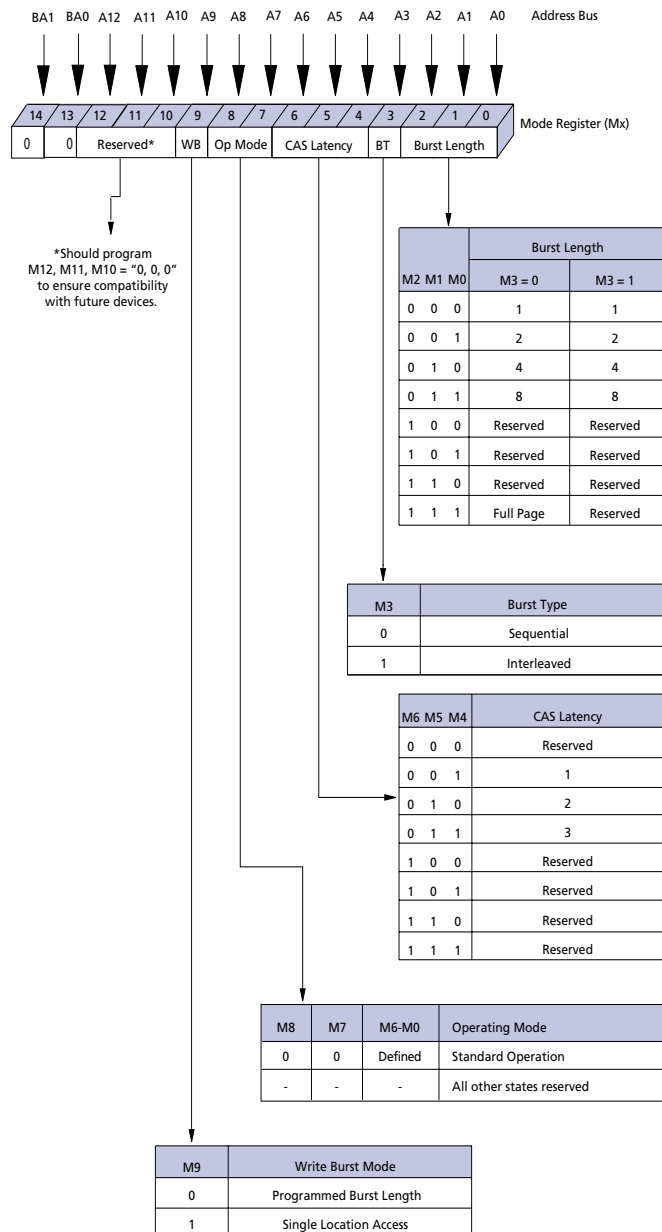 BA1 BA0 A12 A11 A10 A9 A8 A7 A6 A5 A4 A3 A2 A1 A0 Address Bus
14 13 12 11 10 9 8 7 6 5 4 3 2 1 0 Mode Register (Mx)
0 0 Reserved* WB Op Mode CAS Latency BT Burst Length
*Should program
M12, M11, M10 = “0, 0, 0”
to ensure compatibility
with future devices.
Burst Length
M2 M1 M0 M3 = 0 M3 = 1
0 0 0 1 1
0 0 1 2 2
0 1 0 4 4
0 1 1 8 8
1 0 0 Reserved Reserved
1 0 1 Reserved Reserved
1 1 0 Reserved Reserved
1 1 1 Full Page Reserved
M3 Burst Type
0 Sequential
1 Interleaved
M6 M5 M4 CAS Latency
0 0 0 Reserved
0 0 1 1
0 1 0 2
0 1 1 3
1 0 0 Reserved
1 0 1 Reserved
1 1 0 Reserved
1 1 1 Reserved
M8 M7 M6-M0 Operating Mode
0 0 Defined Standard Operation
- - - All other states reserved
M9 Write Burst Mode
0 Programmed Burst Length
1 Single Location Access